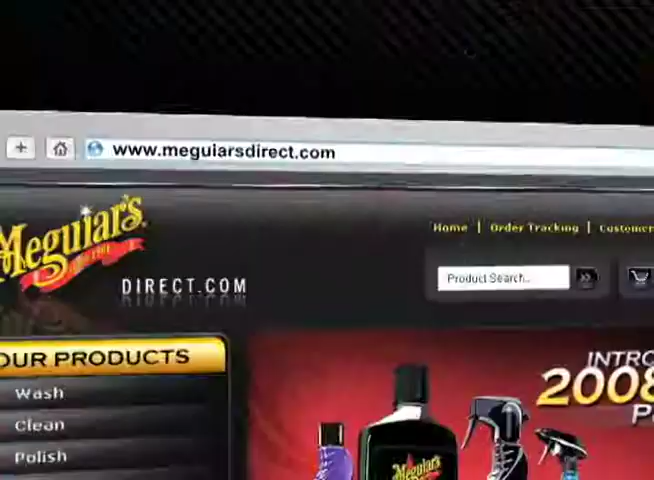 www.meguiarsdirect.com
Meguiar's
DIRECT.COM
Home | Order Tracking | Customer
Product Search..
OUR PRODUCTS
Wash
Clean
Polish
INTRO
2008
Meguiar's